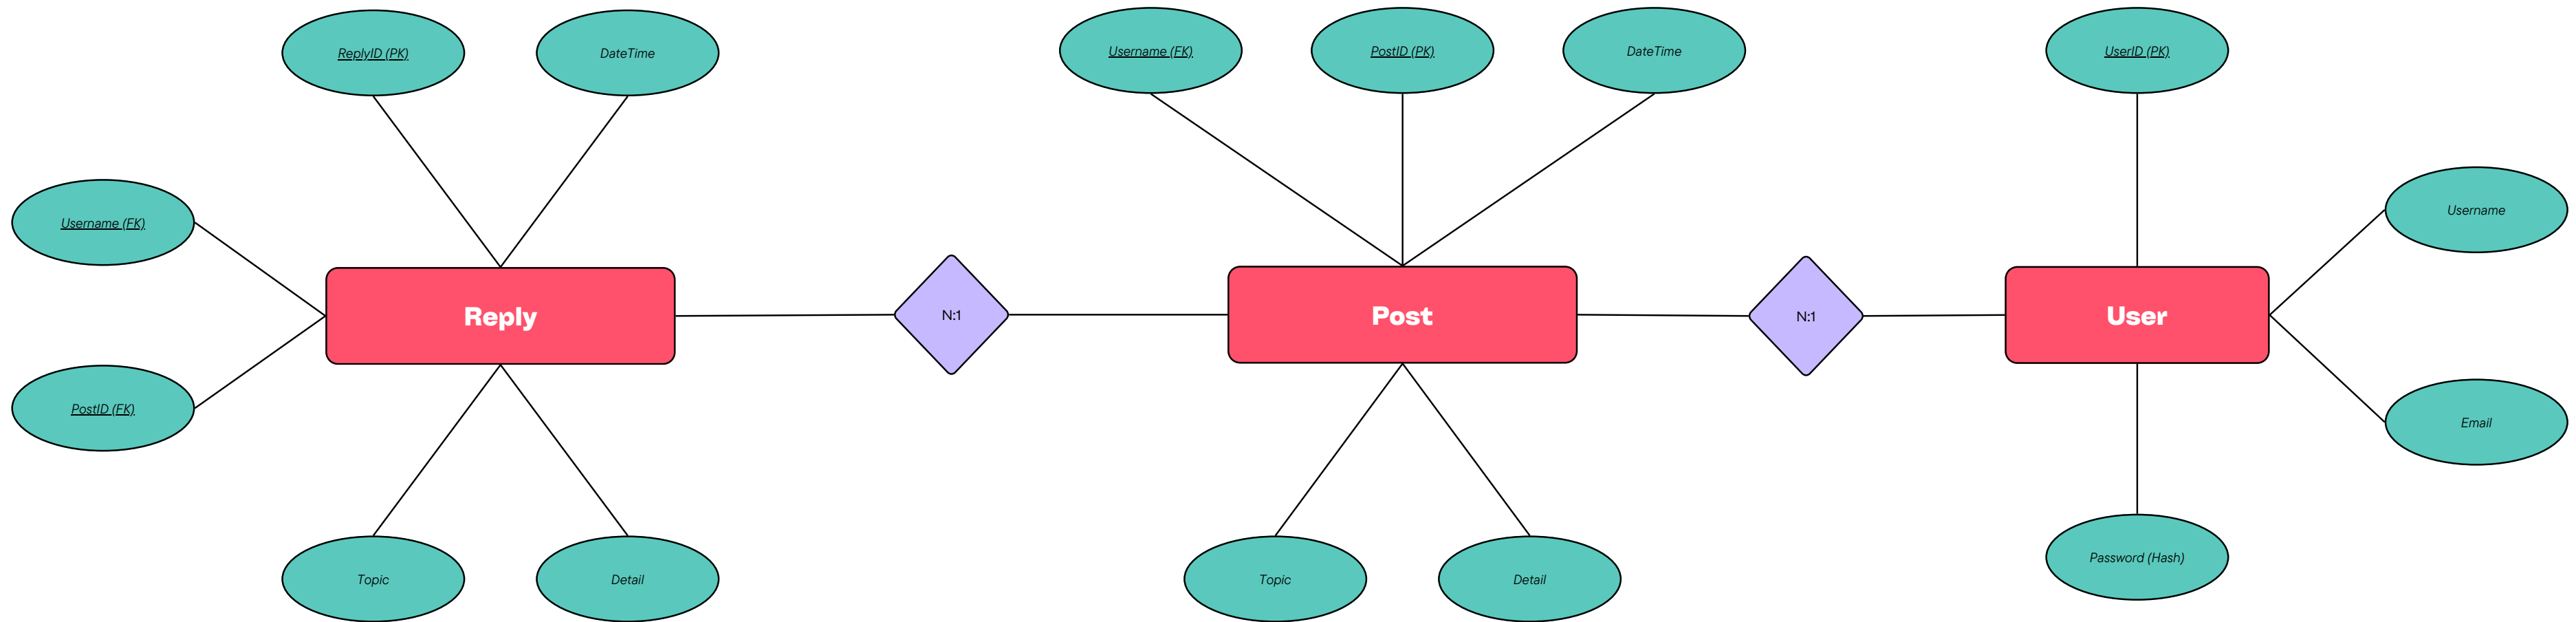 ReplyID (PK)
DateTime
Username (FK)
PostID (PK)
DateTime
UserID (PK)
Username (FK)
Username
Reply
N:1
Post
N:1
User
PostID (FK)
Email
Password (Hash)
Topic
Detail
Topic
Detail